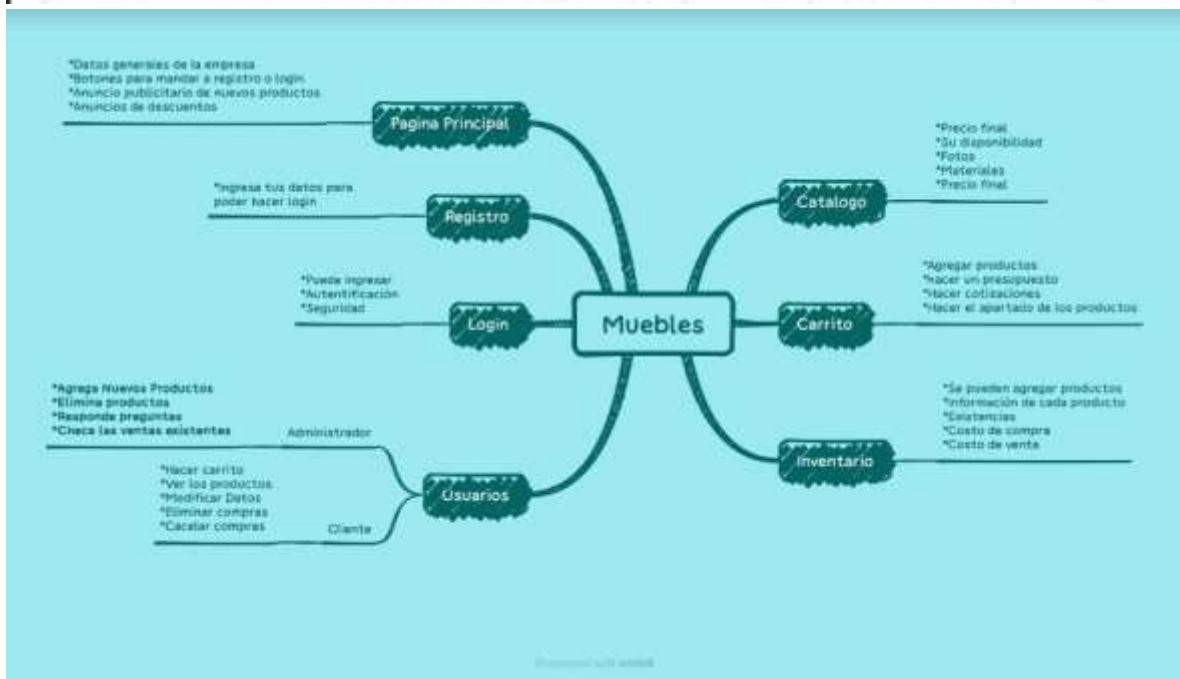 *Datos generales de la empresa
*Botones para mandar a registro o login
*Anuncio publicitario de nuevos productos
*Anuncios de descuentos
Pagina Principal
*Ingresa tus datos para
poder hacer login
Registro
*Puede ingresar
*Autentificación
*Seguridad
Login
*Agrega Nuevos Productos
*Elimina productos
*Responde preguntas
*Checa las ventas existentes
Administrador
*Hacer carrito
*Ver los productos
*Modificar Datos
*Eliminar compras
*Cacelar compras
Cliente
Usuarios
Muebles
*Precio final
*Su disponibilidad
*Fotos
*Materiales
*Precio final
Catalogo
*Agregar productos
*hacer un presupuesto
*Hacer cotizaciones
*Hacer el apartado de los productos
Carrito
*Se pueden agregar productos
*Información de cada producto
*Existencias
*Costo de compra
*Costo de venta
Inventario